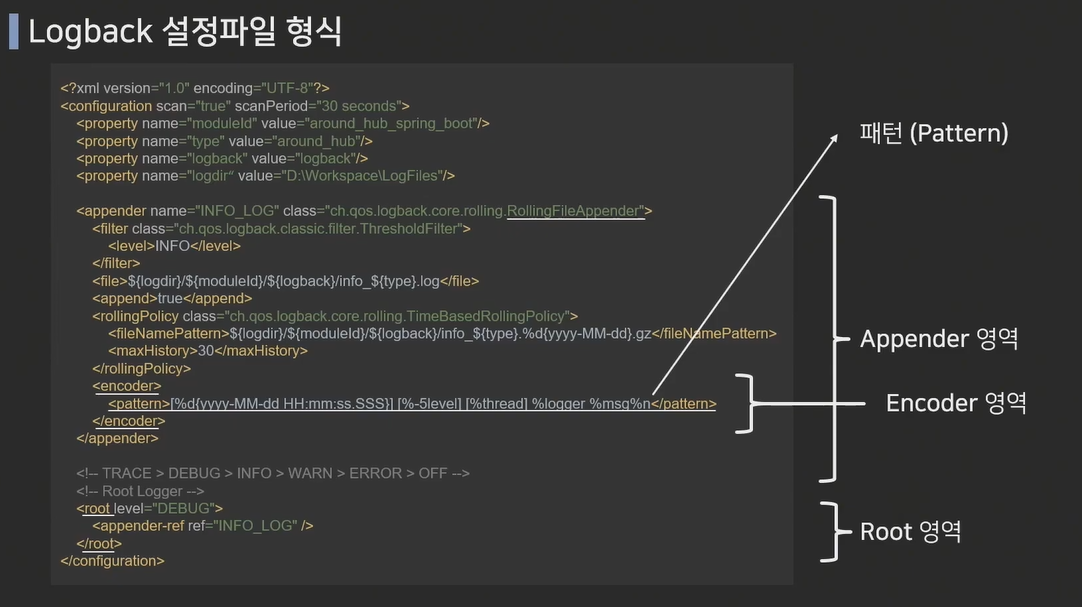 Logback 설정파일 형식
<?xml version="1.0" encoding="UTF-8"?>
<configuration scan="true" scanPeriod="30 seconds">
<property name="moduleId" value="around_hub_spring_boot"/>
<property name="type" value="around_hub"/>
<property name="logback" value="logback"/>
<property name="logdir“ value="D:\Workspace\LogFiles"/>
<appender name="INFO_LOG" class="ch.qos.logback.core.rolling.RollingFileAppender">
<filter class="ch.qos.logback.classic.filter.ThresholdFilter">
<level>INFO</level>
</filter>
<file>${logdir}/${moduleId}/${logback}/info_${type}.log</file>
<append>true</append>
<rollingPolicy class="ch.qos.logback.core.rolling.TimeBasedRollingPolicy">
<fileNamePattern>${logdir}/${moduleId}/${logback}/info_${type}.%d{yyyy-MM-dd}.gz</fileNamePattern>
<maxHistory>30</maxHistory>
</rollingPolicy>
<encoder>
<pattern>[%d{yyyy-MM-dd HH:mm:ss.SSS}] [%-5level] [%thread] %logger %msg%n</pattern>
</encoder>
</appender>
<!-- TRACE > DEBUG > INFO > WARN > ERROR > OFF -->
<!-- Root Logger -->
<root level="DEBUG">
<appender-ref ref="INFO_LOG" />
</root>
</configuration>
패턴 (Pattern)
Appender 영역
Encoder 영역
Root 영역